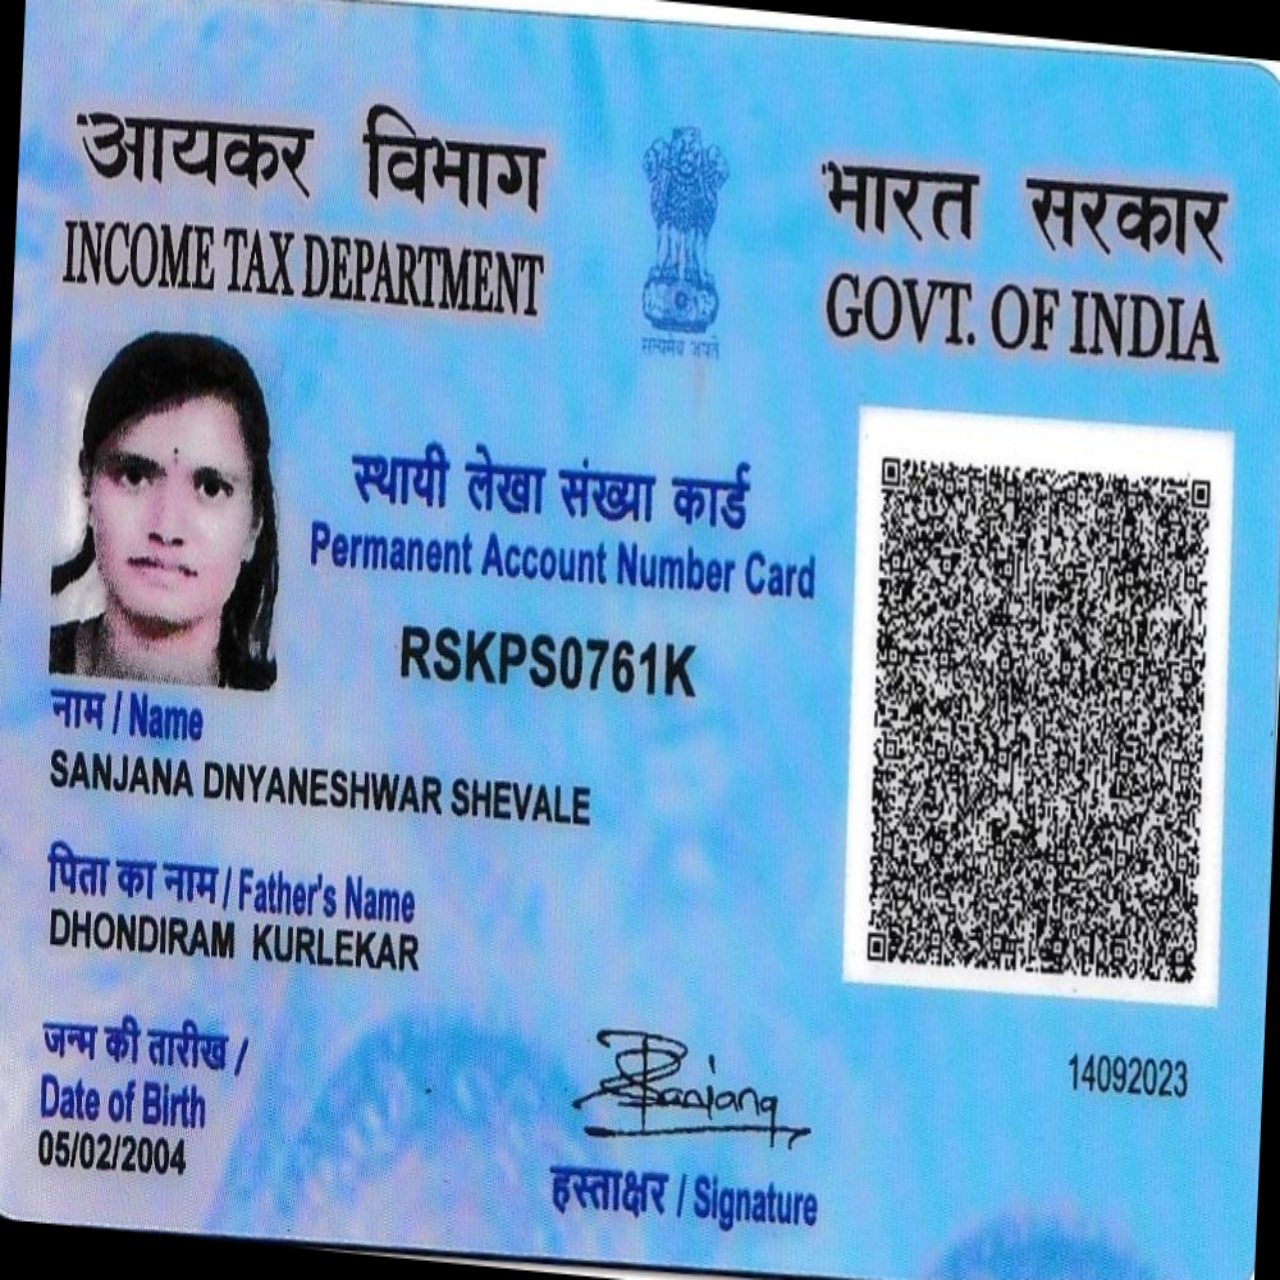 आयकर विभाग
INCOME TAX DEPARTMENT
भारत सरकार
GOVT. OF INDIA
सत्यमेव जयते
स्थायी लेखा संख्या कार्ड
Permanent Account Number Card
RSKPS0761K
नाम / Name
SANJANA DNYANESHWAR SHEVALE
पिता का नाम / Father's Name
DHONDIRAM KURLEKAR
जन्म की तारीख /
Date of Birth
05/02/2004
Sanjana
हस्ताक्षर / Signature
14092023